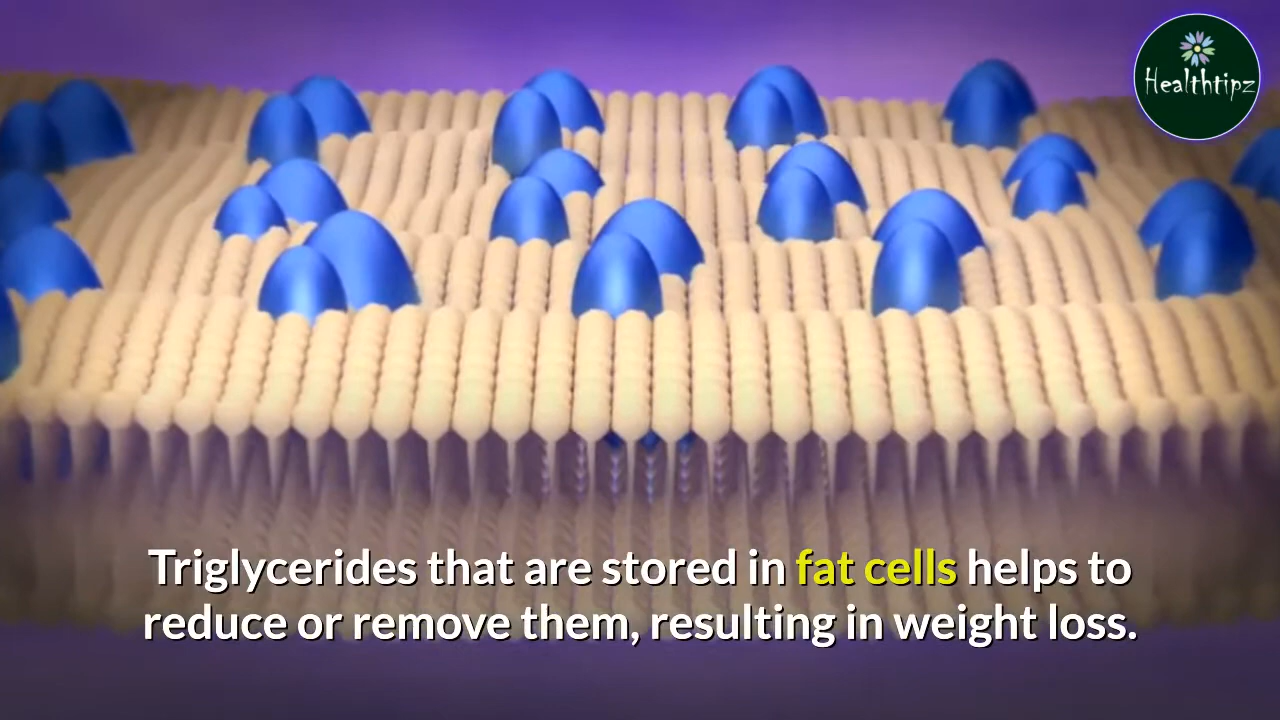 Healthtipz
Triglycerides that are stored in fat cells helps to
reduce or remove them, resulting in weight loss.